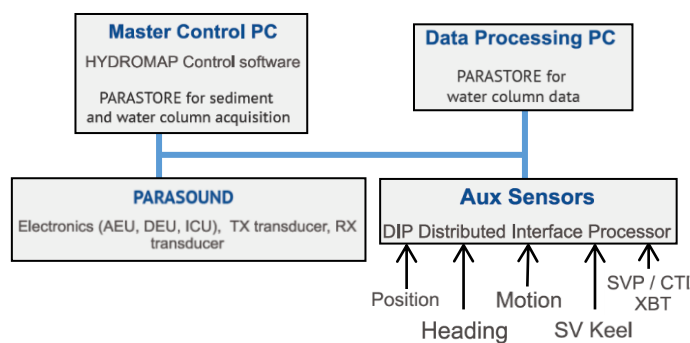 Master Control PC
HYDROMAP Control software
PARASTORE for sediment
and water column acquisition
Data Processing PC
PARASTORE for
water column data
PARASOUND
Electronics (AEU, DEU, ICU), TX transducer, RX
transducer
Aux Sensors
DIP Distributed Interface Processor
Position
Heading
Motion
SV Keel
SVP / CTD
XBT